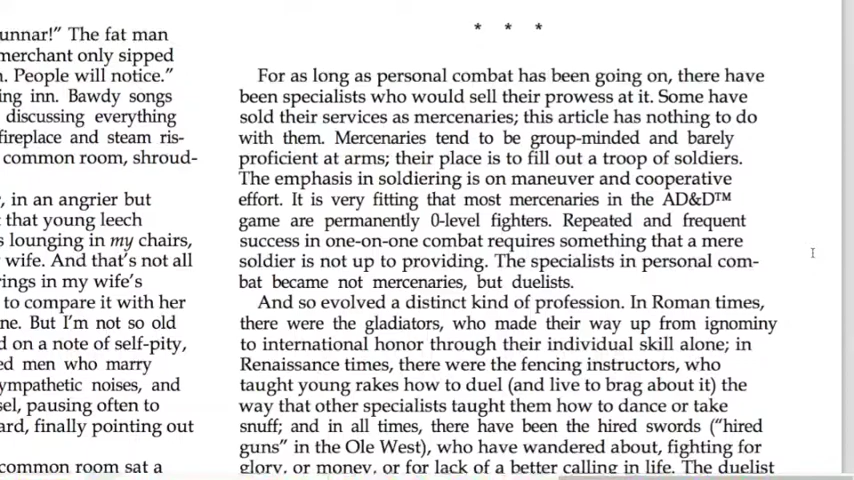 unnar!” The fat man
merchant only sipped
n. People will notice.”
ing inn. Bawdy songs
discussing everything
fireplace and steam ris-
common room, shroud-
, in an angrier but
that young leech
s lounging in my chairs,
wife. And that’s not all
rings in my wife’s
to compare it with her
ne. But I’m not so old
d on a note of self-pity,
ed men who marry
ympathetic noises, and
sel, pausing often to
ard, finally pointing out
common room sat a
* * *
For as long as personal combat has been going on, there have
been specialists who would sell their prowess at it. Some have
sold their services as mercenaries; this article has nothing to do
with them. Mercenaries tend to be group-minded and barely
proficient at arms; their place is to fill out a troop of soldiers.
The emphasis in soldiering is on maneuver and cooperative
effort. It is very fitting that most mercenaries in the AD&D™
game are permanently 0-level fighters. Repeated and frequent
success in one-on-one combat requires something that a mere
soldier is not up to providing. The specialists in personal com-
bat became not mercenaries, but duelists.
And so evolved a distinct kind of profession. In Roman times,
there were the gladiators, who made their way up from ignominy
to international honor through their individual skill alone; in
Renaissance times, there were the fencing instructors, who
taught young rakes how to duel (and live to brag about it) the
way that other specialists taught them how to dance or take
snuff; and in all times, there have been the hired swords (“hired
guns” in the Ole West), who have wandered about, fighting for
glory, or money, or for lack of a better calling in life. The duelist